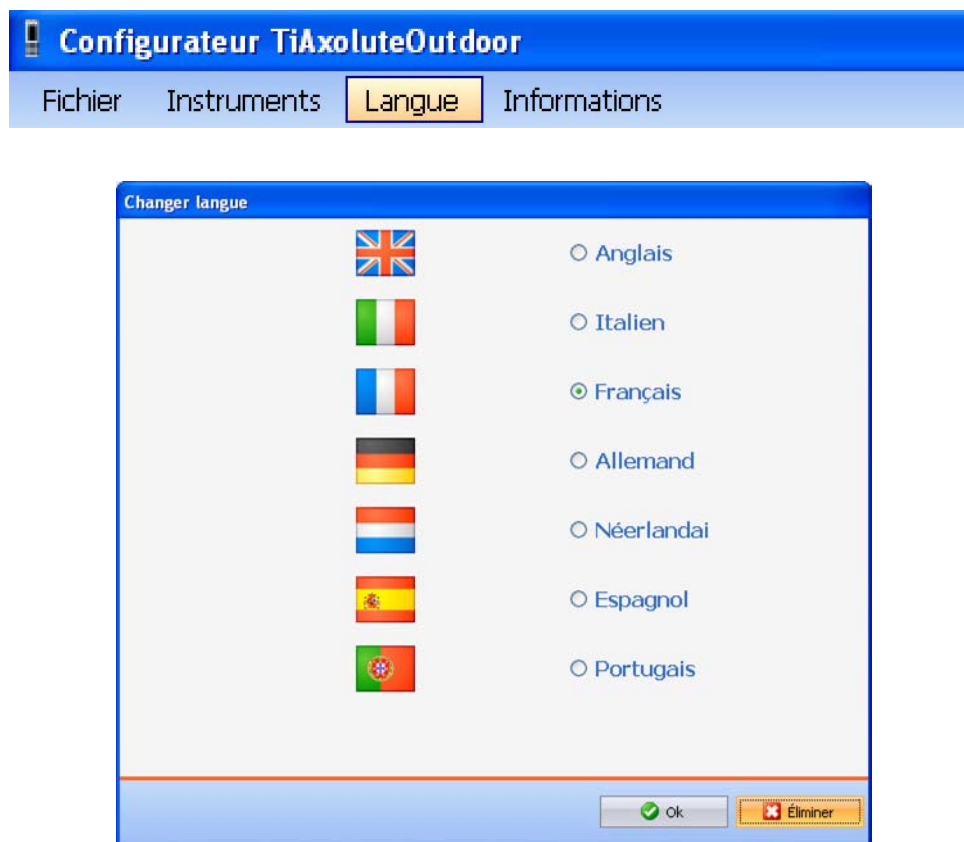 Configurateur TiAxoluteOutdoor
Fichier Instruments Langue Informations
Changer langue
Anglais
Italien
Français
Allemand
Néerlandai
Espagnol
Portugais
Ok Éliminer